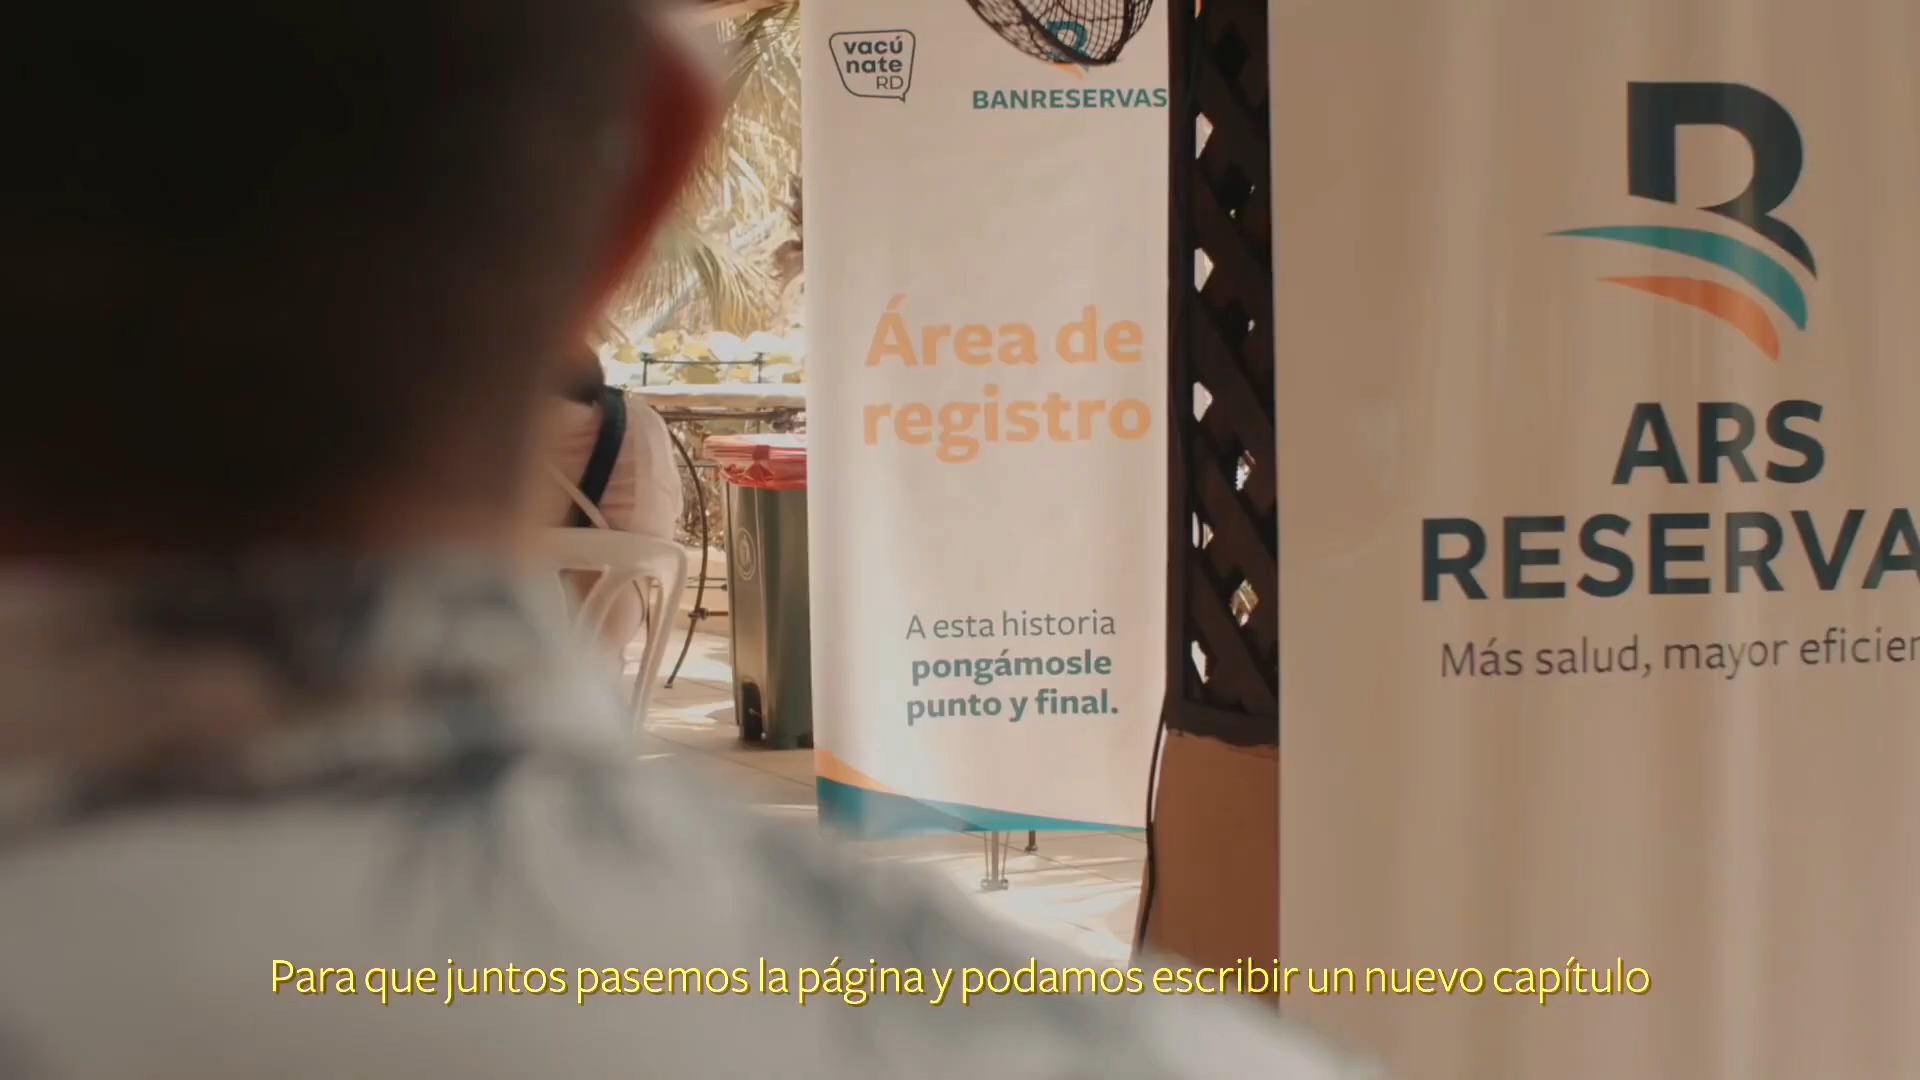 vacú
nate
RD
BANRESERVAS
Área de
registro
A esta historia
pongámosle
punto y final.
ARS
RESERVA
Más salud, mayor eficien
Para que juntos pasemos la página y podamos escribir un nuevo capítulo